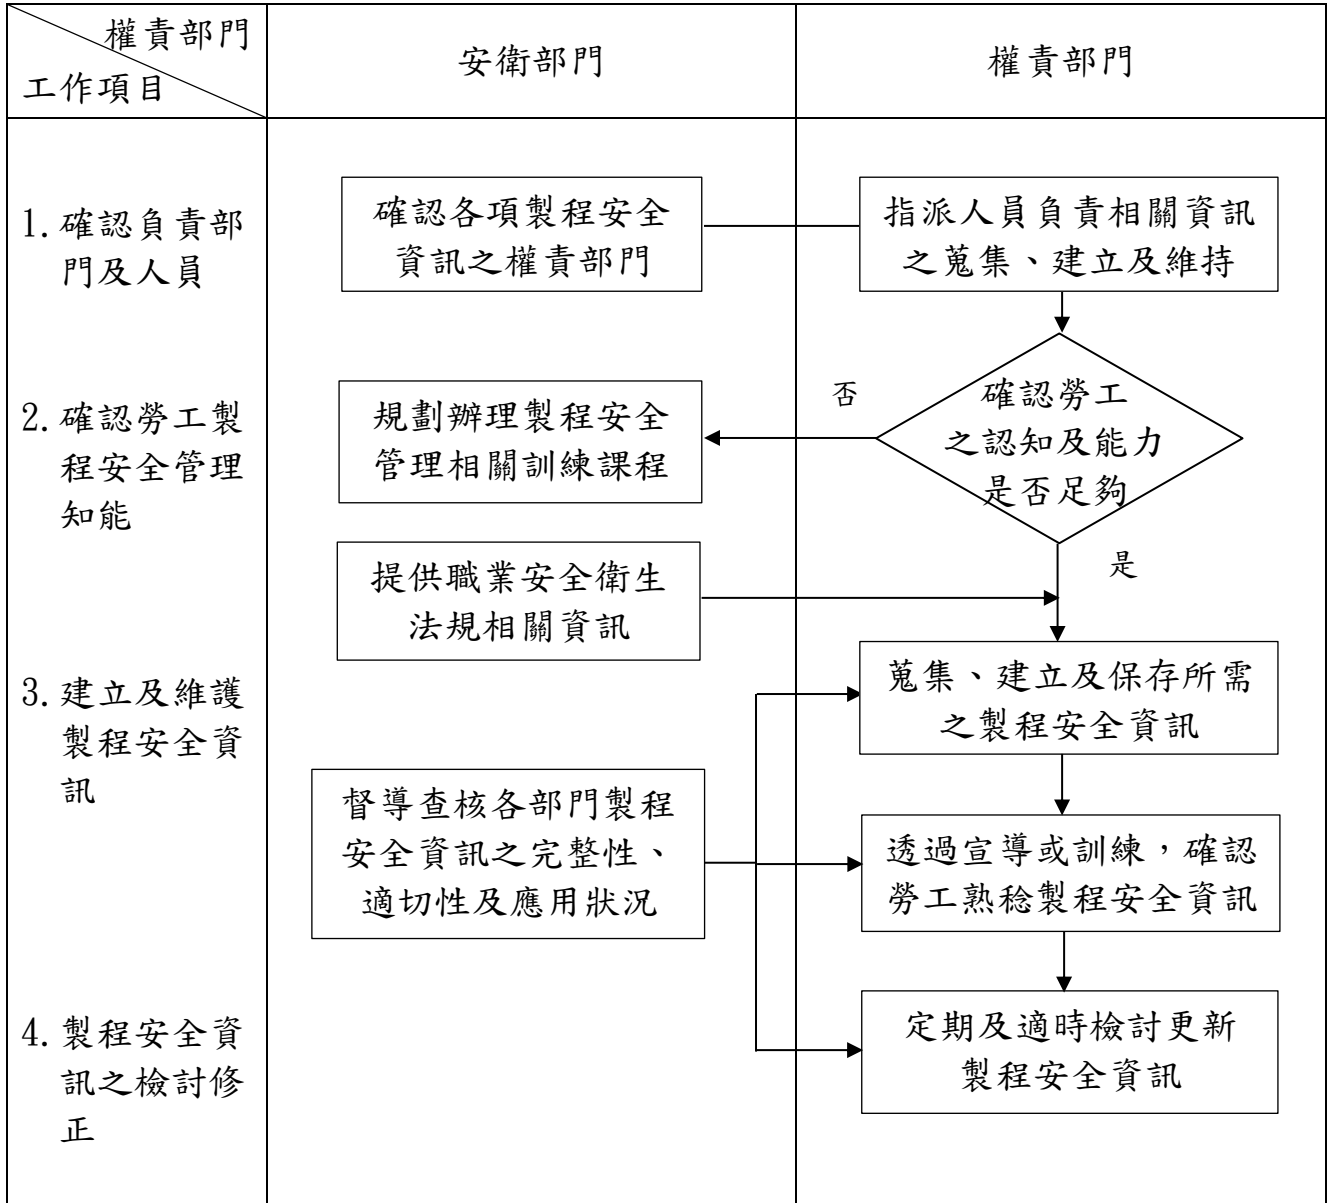 權責部門
工作項目
安衛部門
權責部門
1.確認負責部
門及人員
確認各項製程安全
資訊之權責部門
指派人員負責相關資訊
之蒐集、建立及維持
2.確認勞工製
程安全管理
知能
規劃辦理製程安全
管理相關訓練課程
否
確認勞工
之認知及能力
是否足夠
是
提供職業安全衛生
法規相關資訊
3.建立及維護
製程安全資
訊
蒐集、建立及保存所需
之製程安全資訊
督導查核各部門製程
安全資訊之完整性、
適切性及應用狀況
透過宣導或訓練，確認
勞工熟稔製程安全資訊
4.製程安全資
訊之檢討修
正
定期及適時檢討更新
製程安全資訊